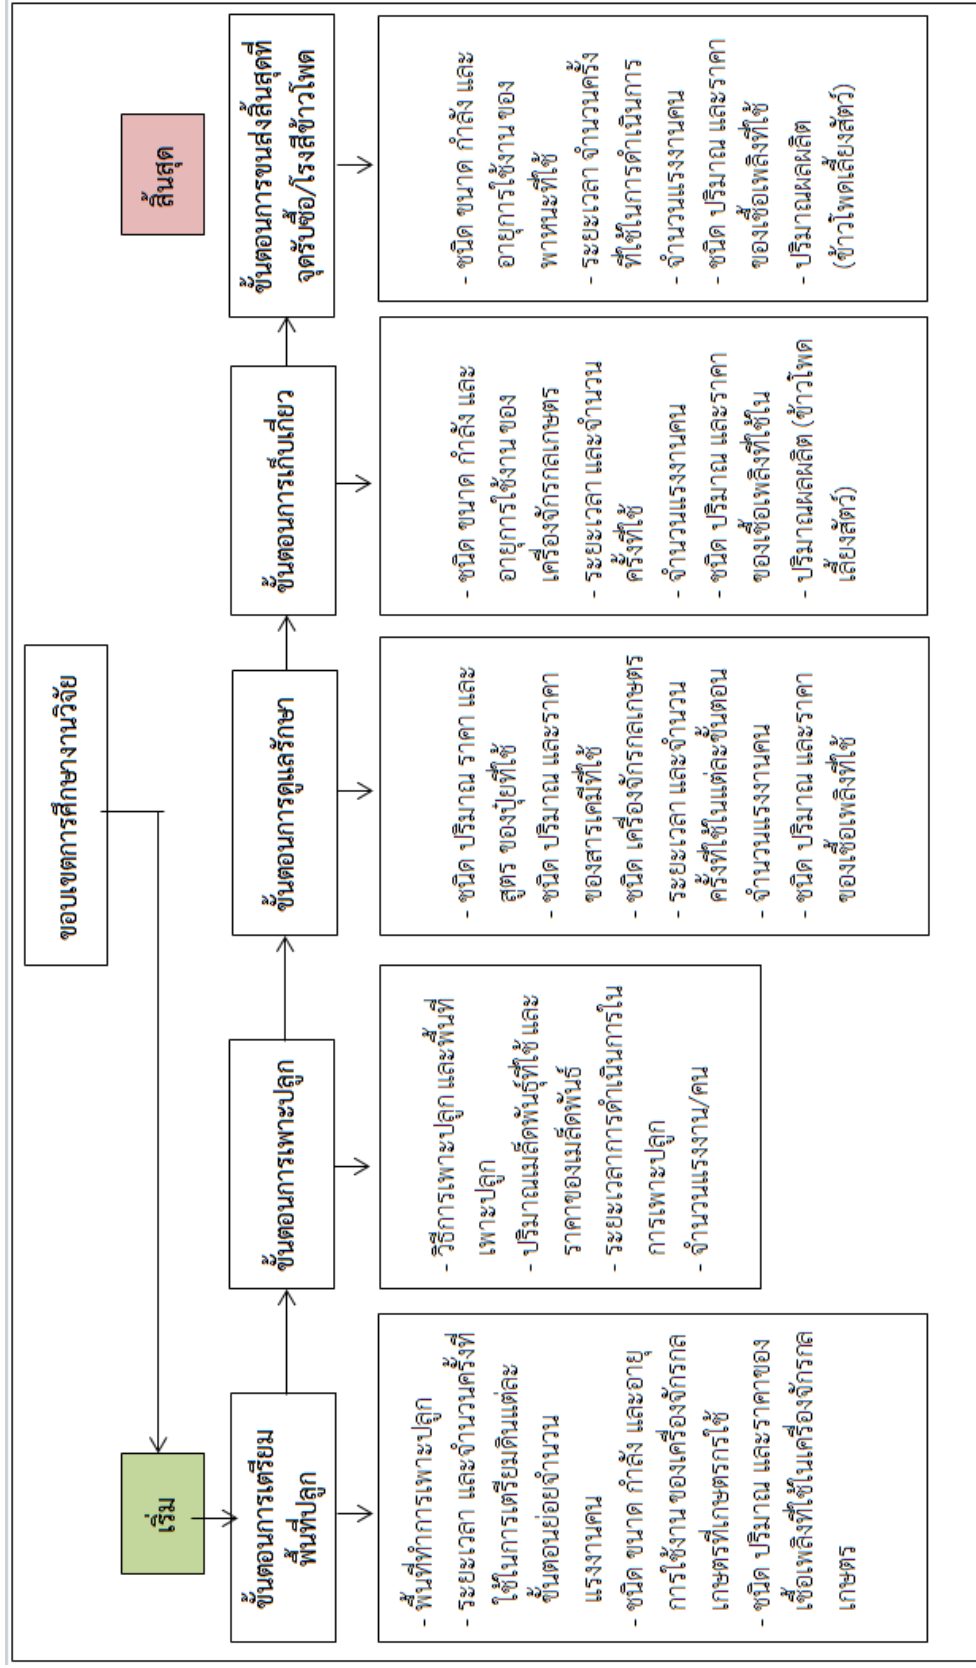 ขอบเขตการศึกษางานวิจัย
เริ่ม
สิ้นสุด
ขั้นตอนการเตรียม
พื้นที่ปลูก
ขั้นตอนการเพาะปลูก
ขั้นตอนการดูแลรักษา
ขั้นตอนการเก็บเกี่ยว
ขั้นตอนการขนส่งสิ้นสุดที่
จุดรับซื้อ/โรงสีข้าวโพด
- พื้นที่ทำการเพาะปลูก
- ระยะเวลา และจำนวนครั้งที่
ใช้ในการเตรียมดินแต่ละ
ขั้นตอนย่อยจำนวน
แรงงานคน
- ชนิด ขนาด กำลัง และอายุ
การใช้งาน ของเครื่องจักรกล
เกษตรที่เกษตรกรใช้
- ชนิด ปริมาณ และราคาของ
เชื้อเพลิงที่ใช้ในเครื่องจักรกล
เกษตร
- วิธีการเพาะปลูก และพื้นที่
เพาะปลูก
- ปริมาณเมล็ดพันธุ์ที่ใช้ และ
ราคาของเมล็ดพันธุ์
- ระยะเวลาการดำเนินการใน
การเพาะปลูก
- จำนวนแรงงาน/คน
- ชนิด ปริมาณ ราคา และ
สูตร ของปุ๋ยที่ใช้
- ชนิด ปริมาณ และราคา
ของสารเคมีที่ใช้
- ชนิด เครื่องจักรกลเกษตร
- ระยะเวลา และจำนวน
ครั้งที่ใช้ในแต่ละขั้นตอน
- จำนวนแรงงานคน
- ชนิด ปริมาณ และราคา
ของเชื้อเพลิงที่ใช้
- ชนิด ขนาด กำลัง และ
อายุการใช้งาน ของ
เครื่องจักรกลเกษตร
- ระยะเวลา และจำนวน
ครั้งที่ใช้
- จำนวนแรงงานคน
- ชนิด ปริมาณ และราคา
ของเชื้อเพลิงที่ใช้ใน
- ปริมาณผลผลิต (ข้าวโพด
เลี้ยงสัตว์)
- ชนิด ขนาด กำลัง และ
อายุการใช้งาน ของ
พาหนะที่ใช้
- ระยะเวลา จำนวนครั้ง
ที่ใช้ในการดำเนินการ
- จำนวนแรงงานคน
- ชนิด ปริมาณ และราคา
ของเชื้อเพลิงที่ใช้
- ปริมาณผลผลิต
(ข้าวโพดเลี้ยงสัตว์)